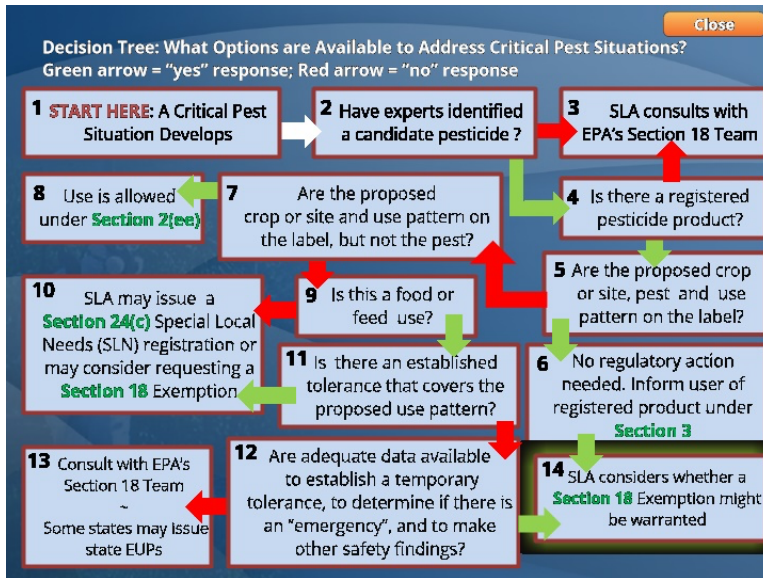 Close
Decision Tree: What Options are Available to Address Critical Pest Situations?
Green arrow = “yes” response; Red arrow = “no” response
1 START HERE: A Critical Pest
Situation Develops
2 Have experts identified
a candidate pesticide ?
3 SLA consults with
EPA’s Section 18 Team
8 Use is allowed
under Section 2(ee)
7 Are the proposed
crop or site and use pattern on
the label, but not the pest?
4 Is there a registered
pesticide product?
5 Are the proposed crop
or site, pest and use
pattern on the label?
10 SLA may issue a
Section 24(c) Special Local
Needs (SLN) registration or
may consider requesting a
Section 18 Exemption
9 Is this a food or
feed use?
11 Is there an established
tolerance that covers the
proposed use pattern?
6 No regulatory action
needed. Inform user of
registered product under
Section 3
13 Consult with EPA’s
Section 18 Team
~
Some states may issue
state EUPs
12 Are adequate data available
to establish a temporary
tolerance, to determine if there is
an “emergency”, and to make
other safety findings?
14 SLA considers whether a
Section 18 Exemption might
be warranted